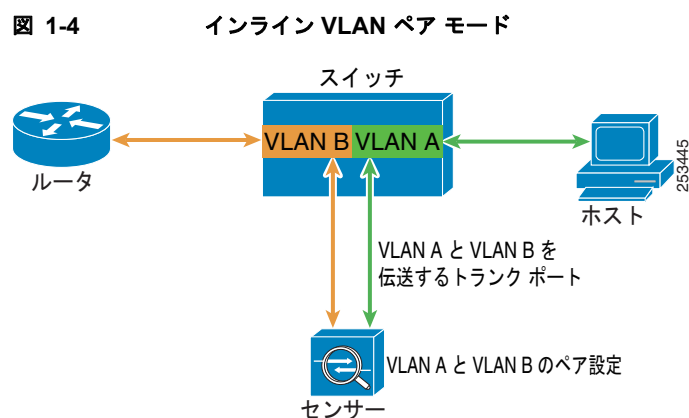 図 1-4 インライン VLAN ペア モード
スイッチ
VLAN B VLAN A
ルータ
ホスト
253445
VLAN A と VLAN B を
伝送するトランク ポート
VLAN A と VLAN B のペア設定
センサー